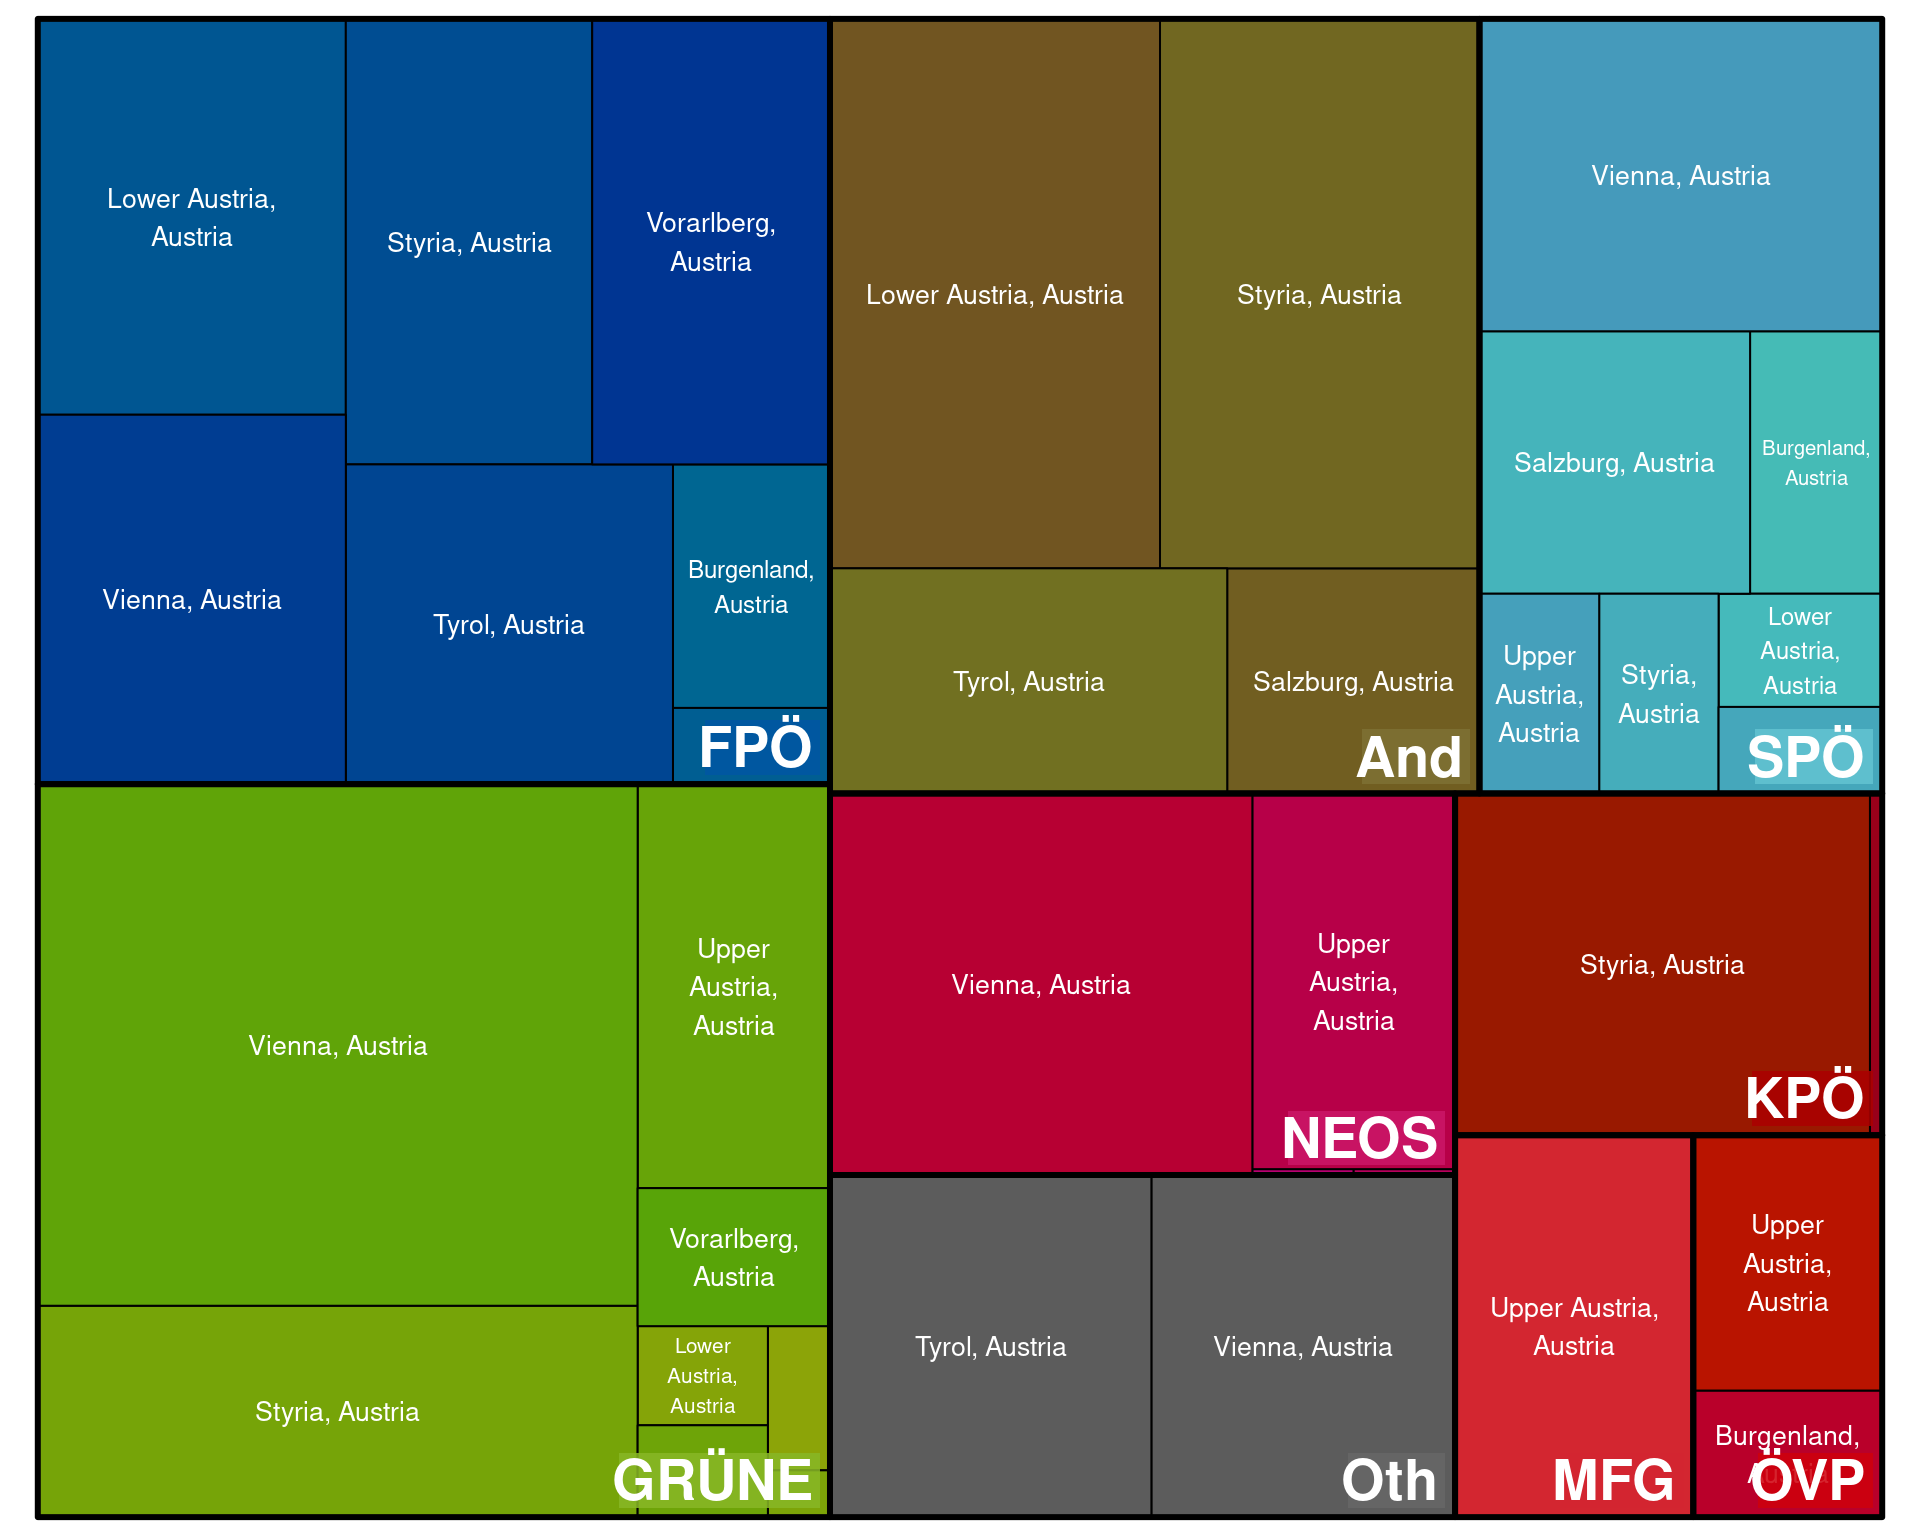 Lower Austria,
Austria
Styria, Austria
Vorarlberg,
Austria
Vienna, Austria
Tyrol, Austria
Burgenland,
Austria
FPÖ
Lower Austria, Austria
Styria, Austria
Tyrol, Austria
Salzburg, Austria
And
Vienna, Austria
Salzburg, Austria
Burgenland,
Austria
Upper
Austria,
Austria
Styria,
Austria
Lower
Austria,
Austria
SPÖ
Vienna, Austria
Upper
Austria,
Austria
Vorarlberg,
Austria
Styria, Austria
Lower
Austria,
Austria
GRÜNE
Vienna, Austria
Upper
Austria,
Austria
NEOS
Styria, Austria
KPÖ
Tyrol, Austria
Vienna, Austria
Oth
Upper Austria,
Austria
MFG
Upper
Austria,
Austria
Burgenland,
ÖVP